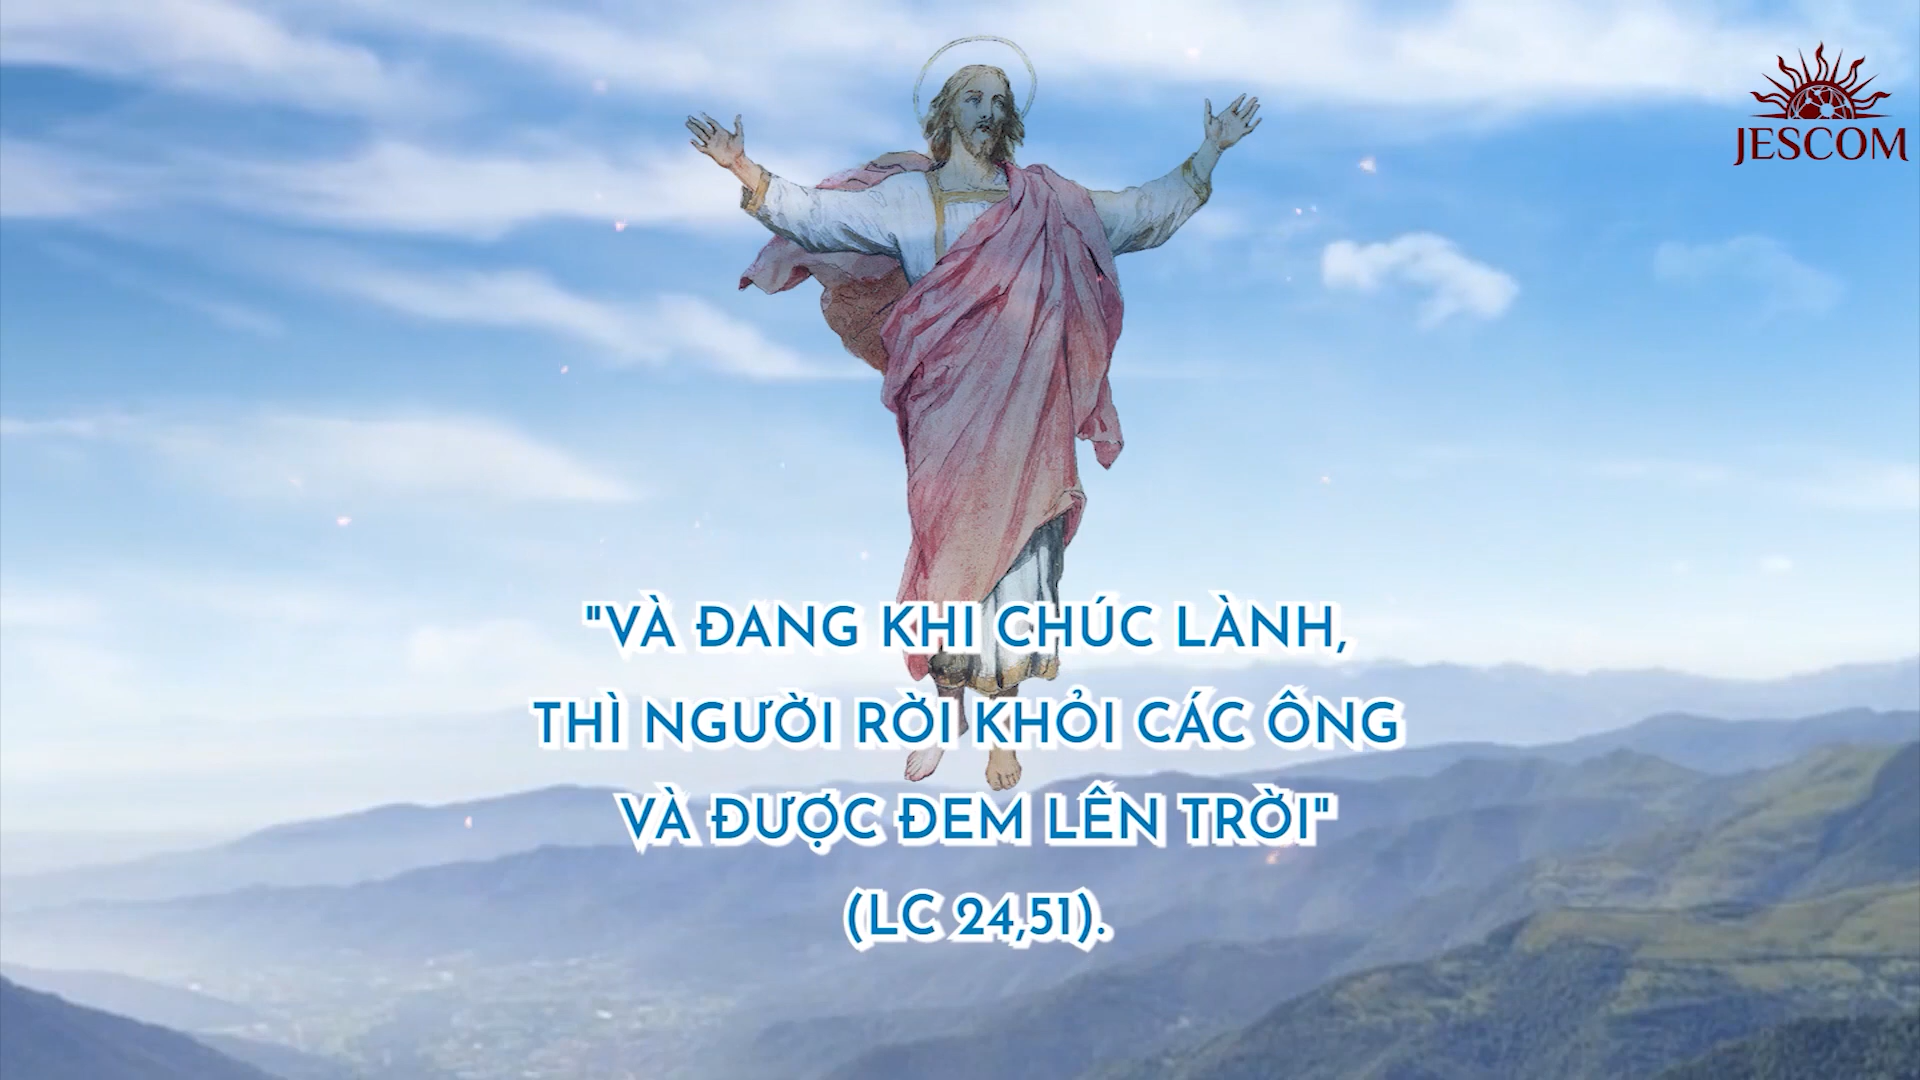 JESCOM
"VÀ ĐANG KHI CHÚC LÀNH,
THÌ NGƯỜI RỜI KHỎI CÁC ÔNG
VÀ ĐƯỢC ĐEM LÊN TRỜI"
(LC 24,51).